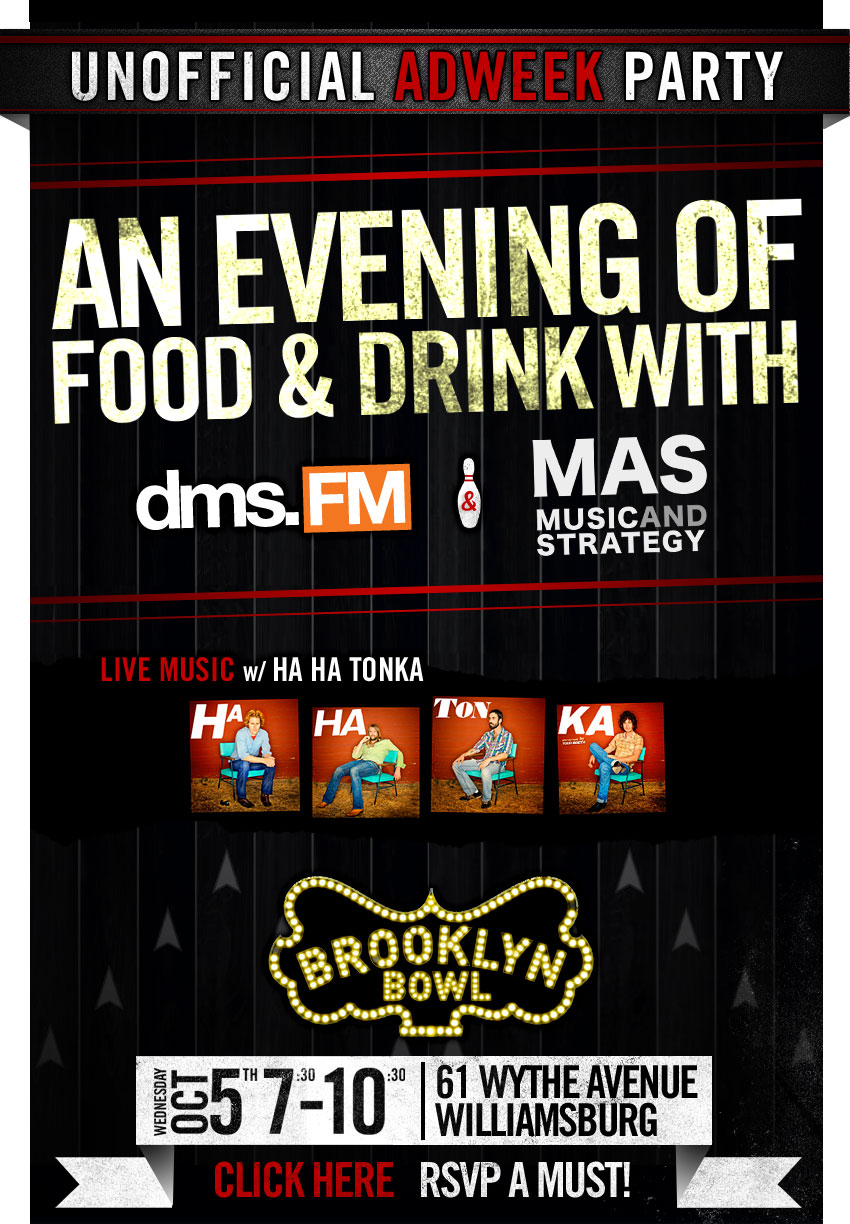 UNOFFICIAL ADWEEK PARTY
AN EVENING OF
FOOD & DRINK WITH
dms.FM & MAS
MUSICAND
STRATEGY
LIVE MUSIC w/ HA HA TONKA
HA HA TON KA
BROOKLYN
BOWL
WEDNESDAY OCT 5TH 7:30-10:30
61 WYTHE AVENUE
WILLIAMSBURG
CLICK HERE RSVP A MUST!